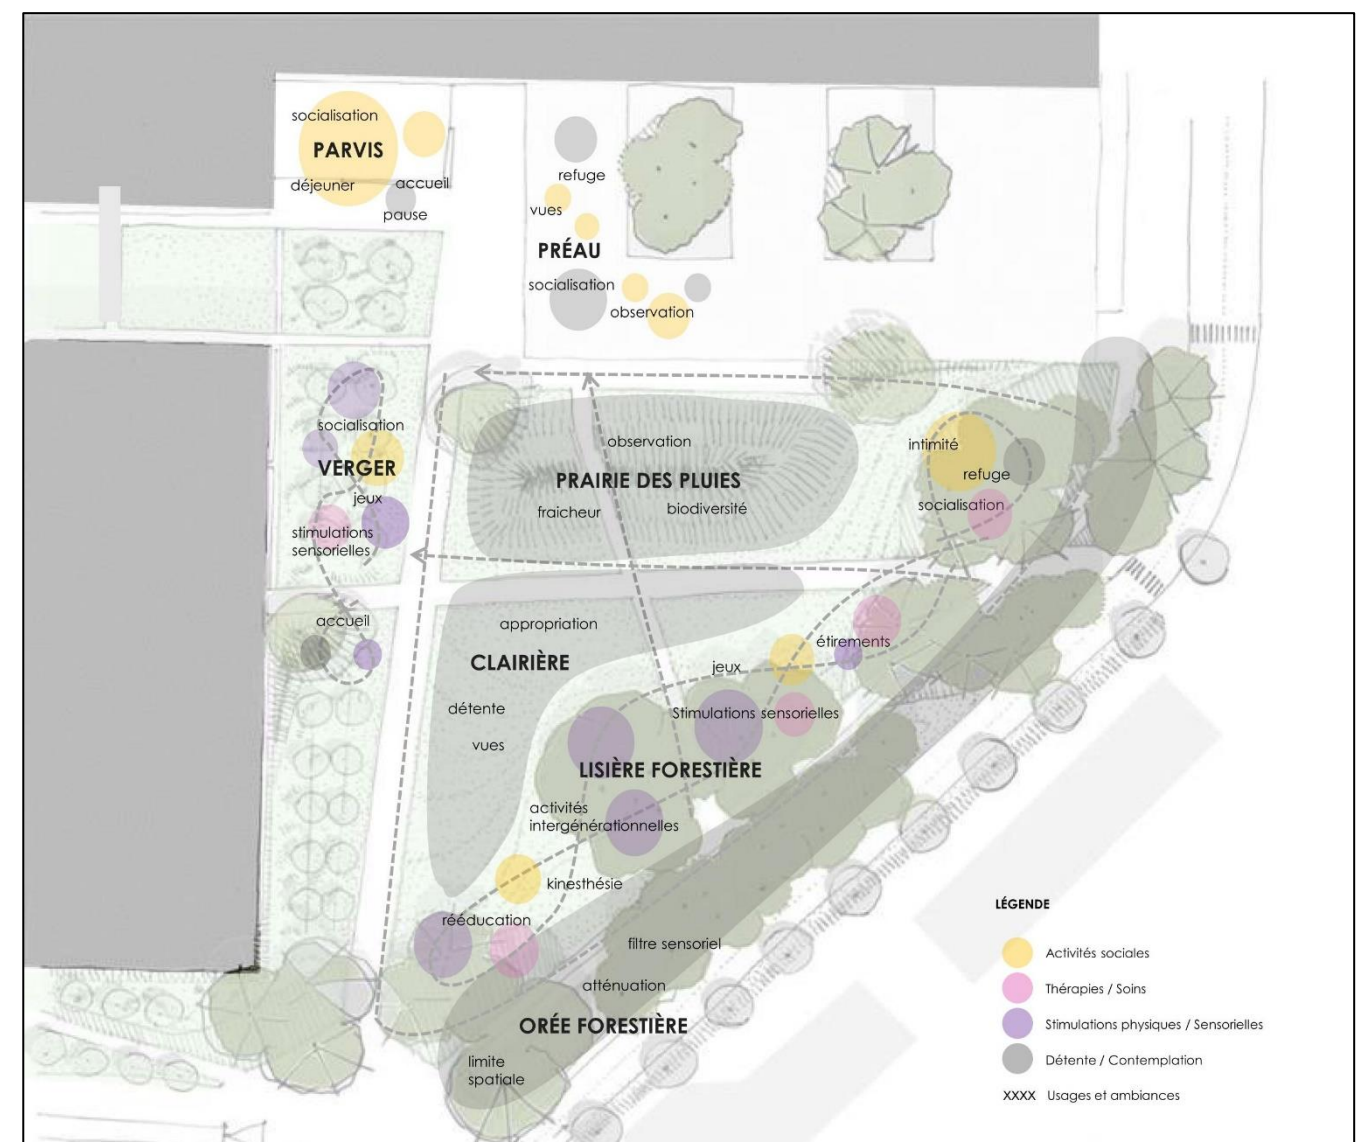 socialisation
PARVIS
déjeuner
accueil
pause
refuge
vues
PRÉAU
socialisation
observation
socialisation
VERGER
jeux
stimulations
sensorielles
accueil
observation
PRAIRIE DES PLUIES
fraicheur
biodiversité
intimité
refuge
socialisation
appropriation
CLAIRIÈRE
détente
vues
étirements
jeux
Stimulations sensorielles
LISIÈRE FORESTIÈRE
activités
intergénérationnelles
kinesthésie
rééducation
filtre sensoriel
atténuation
ORÉE FORESTIÈRE
limite
spatiale
LÉGENDE
Activités sociales
Thérapies / Soins
Stimulations physiques / Sensorielles
Détente / Contemplation
XXXX Usages et ambiances